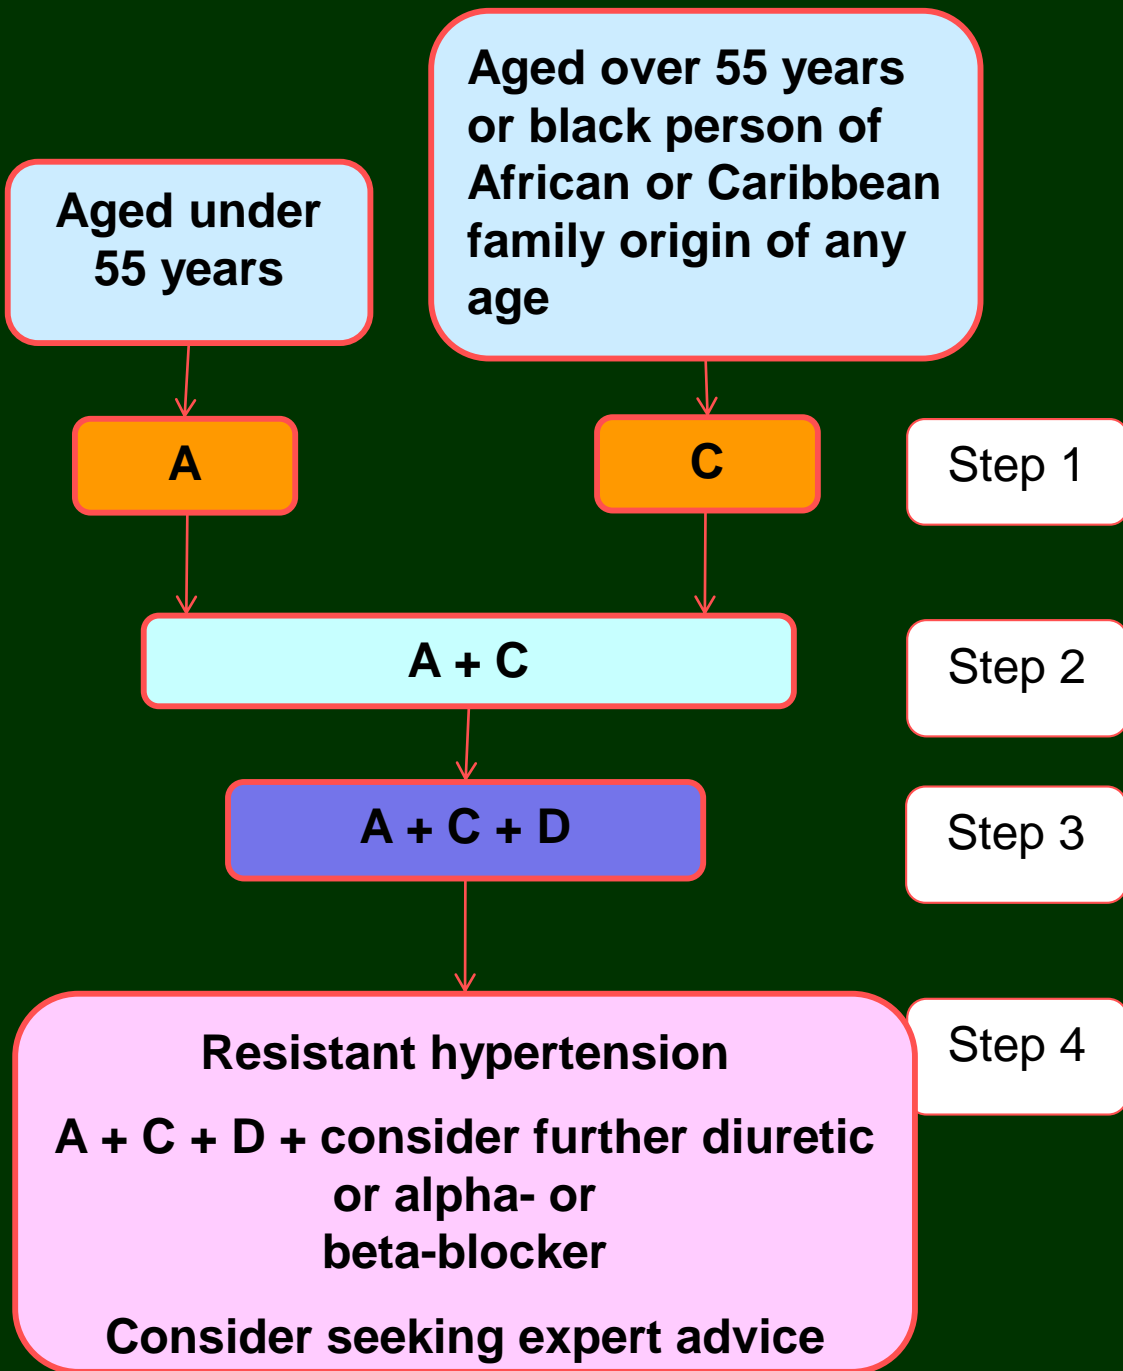 Aged under
55 years
Aged over 55 years
or black person of
African or Caribbean
family origin of any
age
A
C
Step 1
A + C
Step 2
A + C + D
Step 3
Resistant hypertension
A + C + D + consider further diuretic
or alpha- or
beta-blocker
Consider seeking expert advice
Step 4